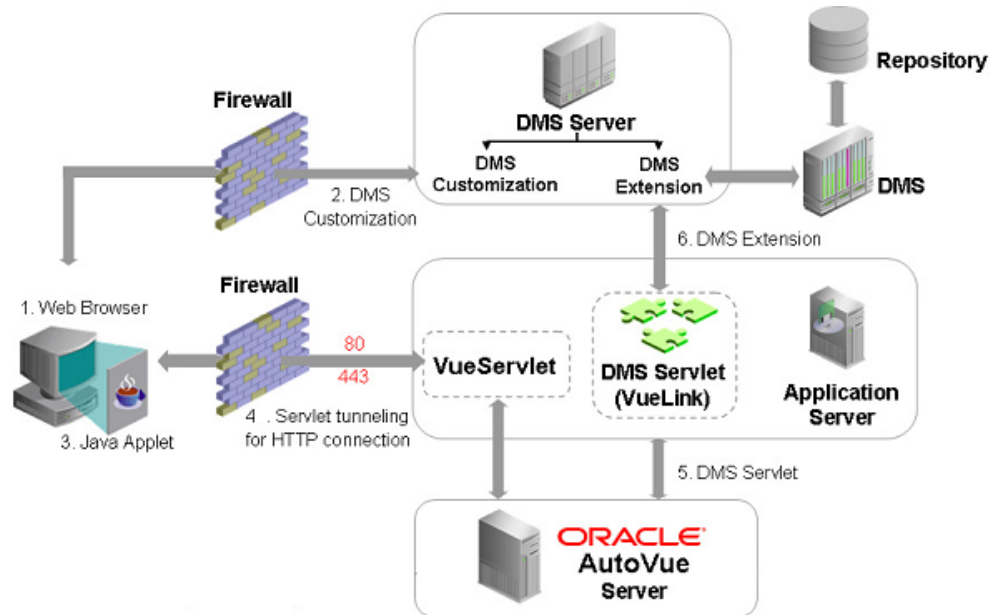 Firewall
DMS Server
DMS
Customization
DMS
Extension
Repository
DMS
2. DMS
Customization
6. DMS Extension
1. Web Browser
3. Java Applet
Firewall
80
443
4 . Servlet tunneling
for HTTP connection
VueServlet
DMS Servlet
(VueLink)
Application
Server
5. DMS Servlet
ORACLE®
AutoVue
Server